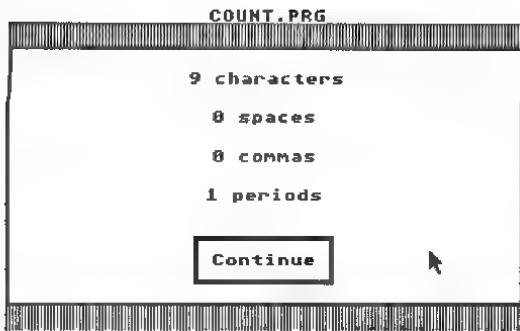 COUNT.PRG
9 characters
0 spaces
0 commas
1 periods
Continue